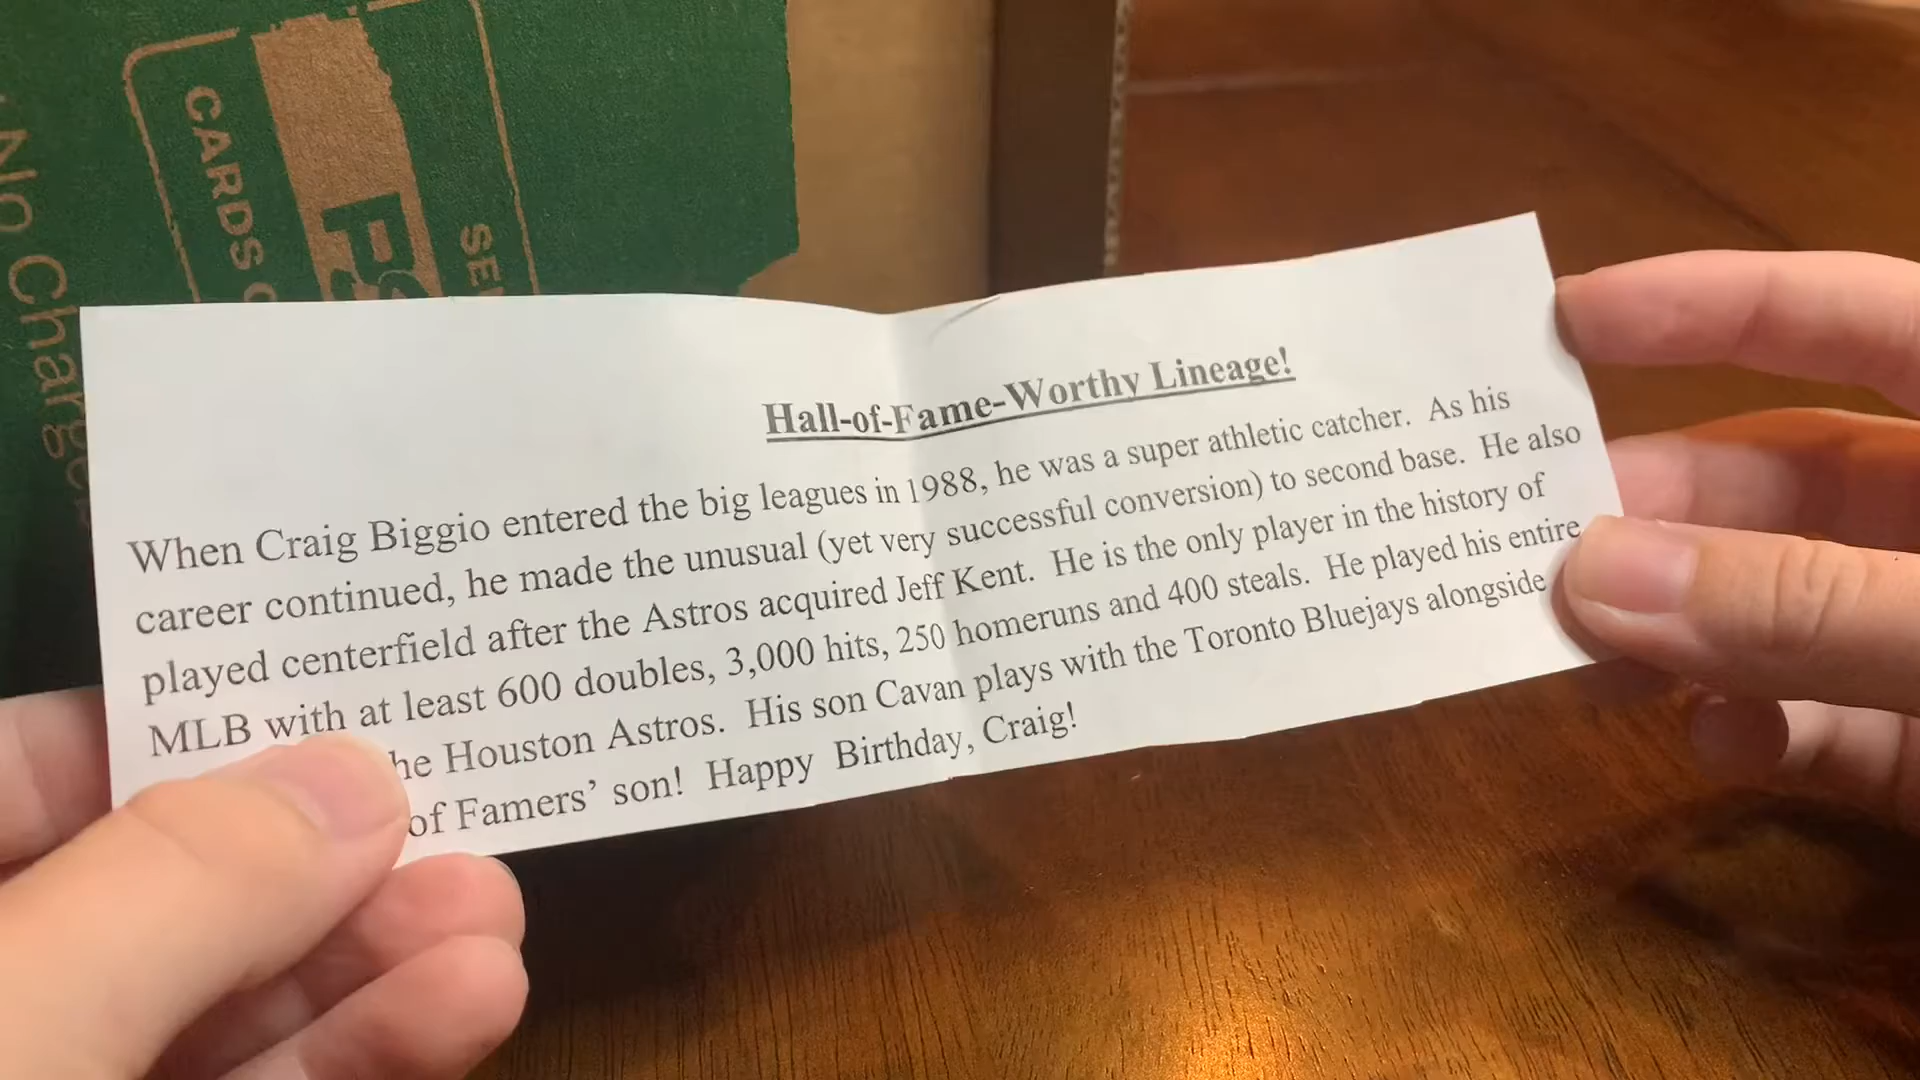 No Charge
CARDS
SE
Hall-of-Fame-Worthy Lineage!
When Craig Biggio entered the big leagues in 1988, he was a super athletic catcher. As his
career continued, he made the unusual (yet very successful conversion) to second base. He also
played centerfield after the Astros acquired Jeff Kent. He is the only player in the history of
MLB with at least 600 doubles, 3,000 hits, 250 homeruns and 400 steals. He played his entire
he Houston Astros. His son Cavan plays with the Toronto Bluejays alongside
of Famers’ son! Happy Birthday, Craig!